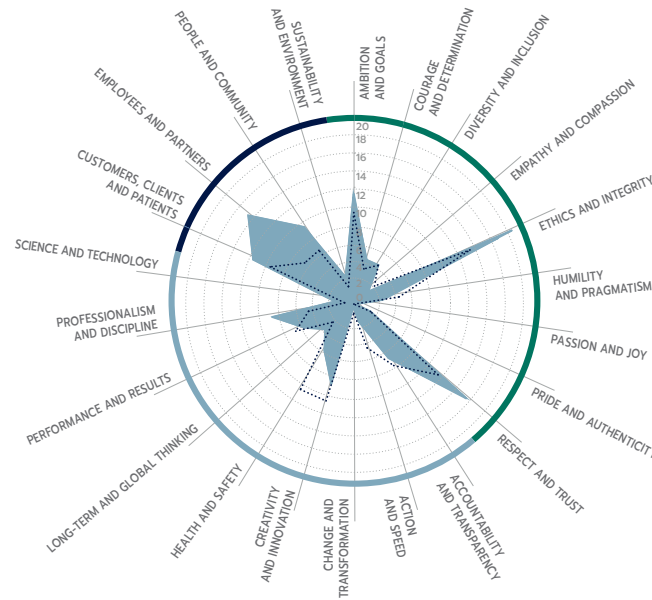 AMBITION
AND GOALS
COURAGE
AND DETERMINATION
DIVERSITY AND INCLUSION
EMPATHY AND COMPASSION
ETHICS AND INTEGRITY
HUMILITY
AND PRAGMATISM
PASSION AND JOY
PRIDE AND AUTHENTICITY
RESPECT AND TRUST
ACCOUNTABILITY
AND TRANSPARENCY
ACTION
AND SPEED
CHANGE AND
TRANSFORMATION
CREATIVITY
AND INNOVATION
HEALTH AND SAFETY
LONG-TERM AND GLOBAL THINKING
PERFORMANCE AND RESULTS
PROFESSIONALISM
AND DISCIPLINE
SCIENCE AND TECHNOLOGY
CUSTOMERS, CLIENTS
AND PATIENTS
EMPLOYEES AND PARTNERS
PEOPLE AND COMMUNITY
SUSTAINABILITY
AND ENVIRONMENT
20
18
16
14
12
10
2